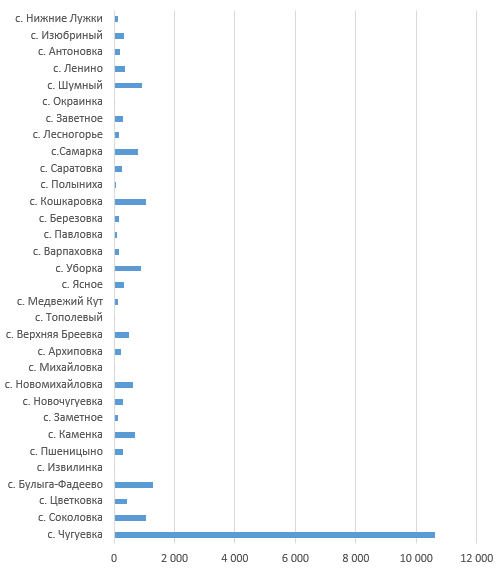 с. Нижние Лужки
с. Изюбриный
с. Антоновка
с. Ленино
с. Шумный
с. Окраинка
с. Заветное
с. Лесногорье
с.Самарка
с. Саратовка
с. Полыниха
с. Кошкаровка
с. Березовка
с. Павловка
с. Варпаховка
с. Уборка
с. Ясное
с. Медвежий Кут
с. Тополевый
с. Верхняя Бреевка
с. Архиповка
с. Михайловка
с. Новомихайловка
с. Новочугуевка
с. Заметное
с. Каменка
с. Пшеницыно
с. Извилинка
с. Булыга-Фадеево
с. Цветковка
с. Соколовка
с. Чугуевка
0 2 000 4 000 6 000 8 000 10 000 12 000